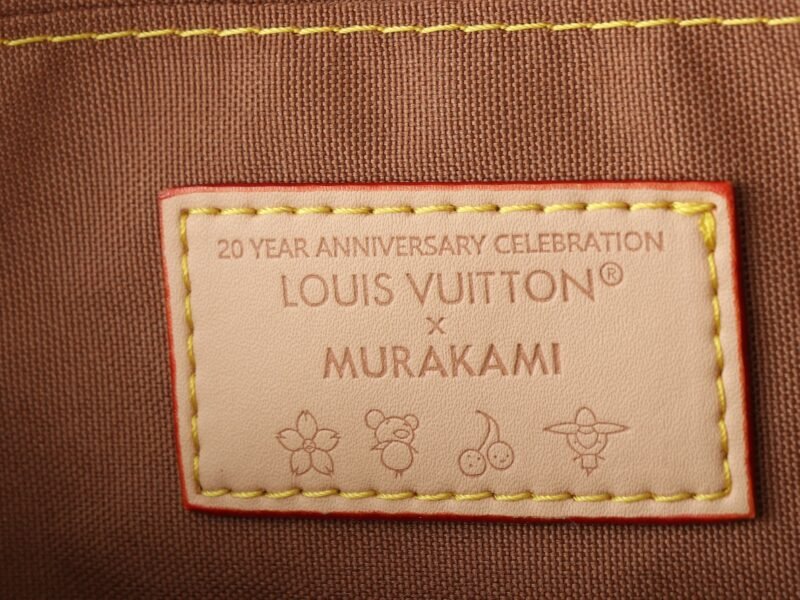 20 YEAR ANNIVERSARY CELEBRATION
LOUIS VUITTON®
X
MURAKAMI